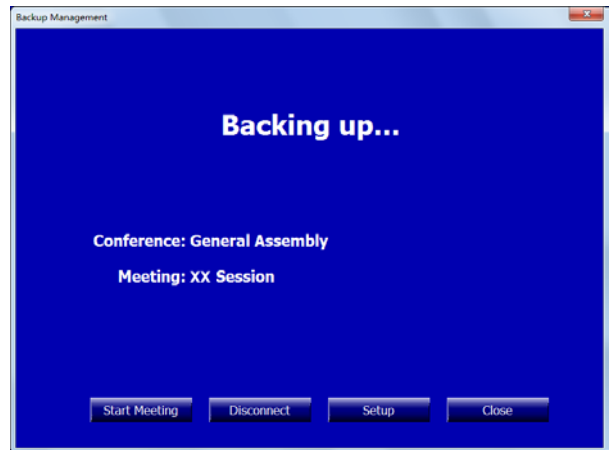 Backup Management
Backing up...
Conference: General Assembly
Meeting: XX Session
Start Meeting Disconnect Setup Close